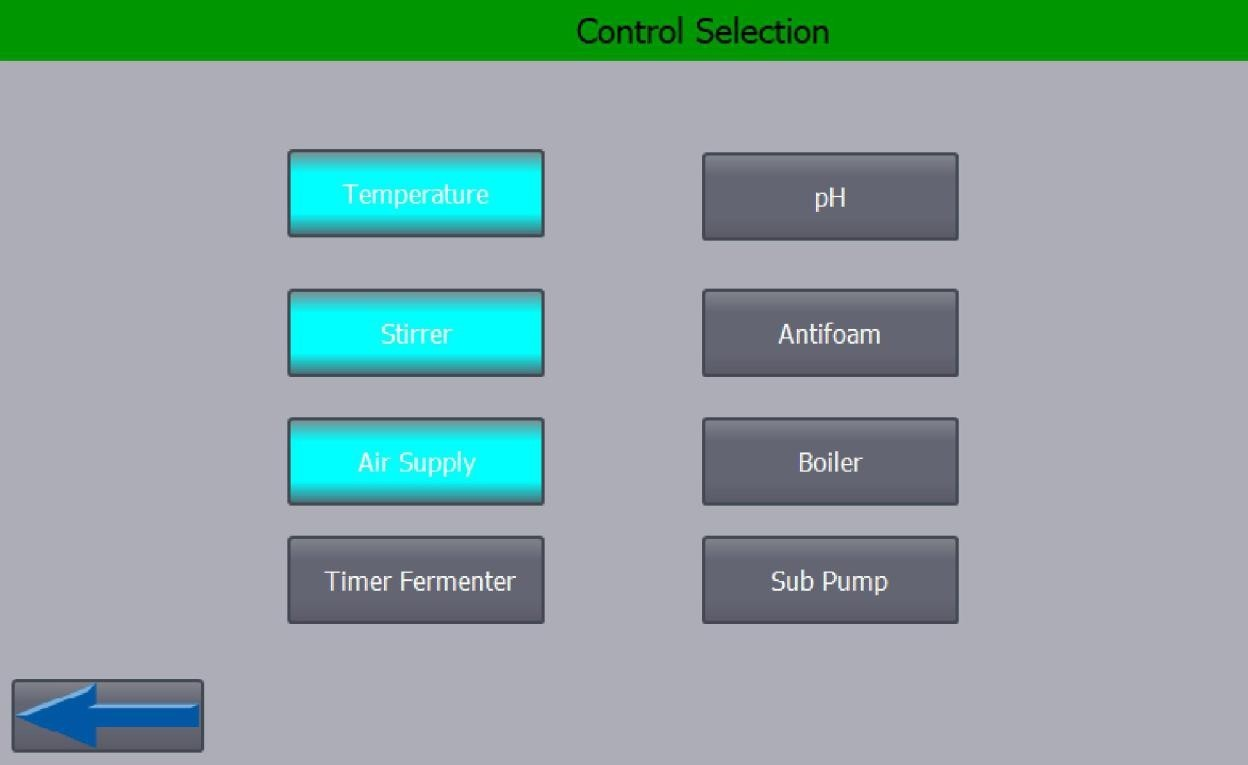 Control Selection
Temperature
pH
Stirrer
Antifoam
Air Supply
Boiler
Timer Fermenter
Sub Pump